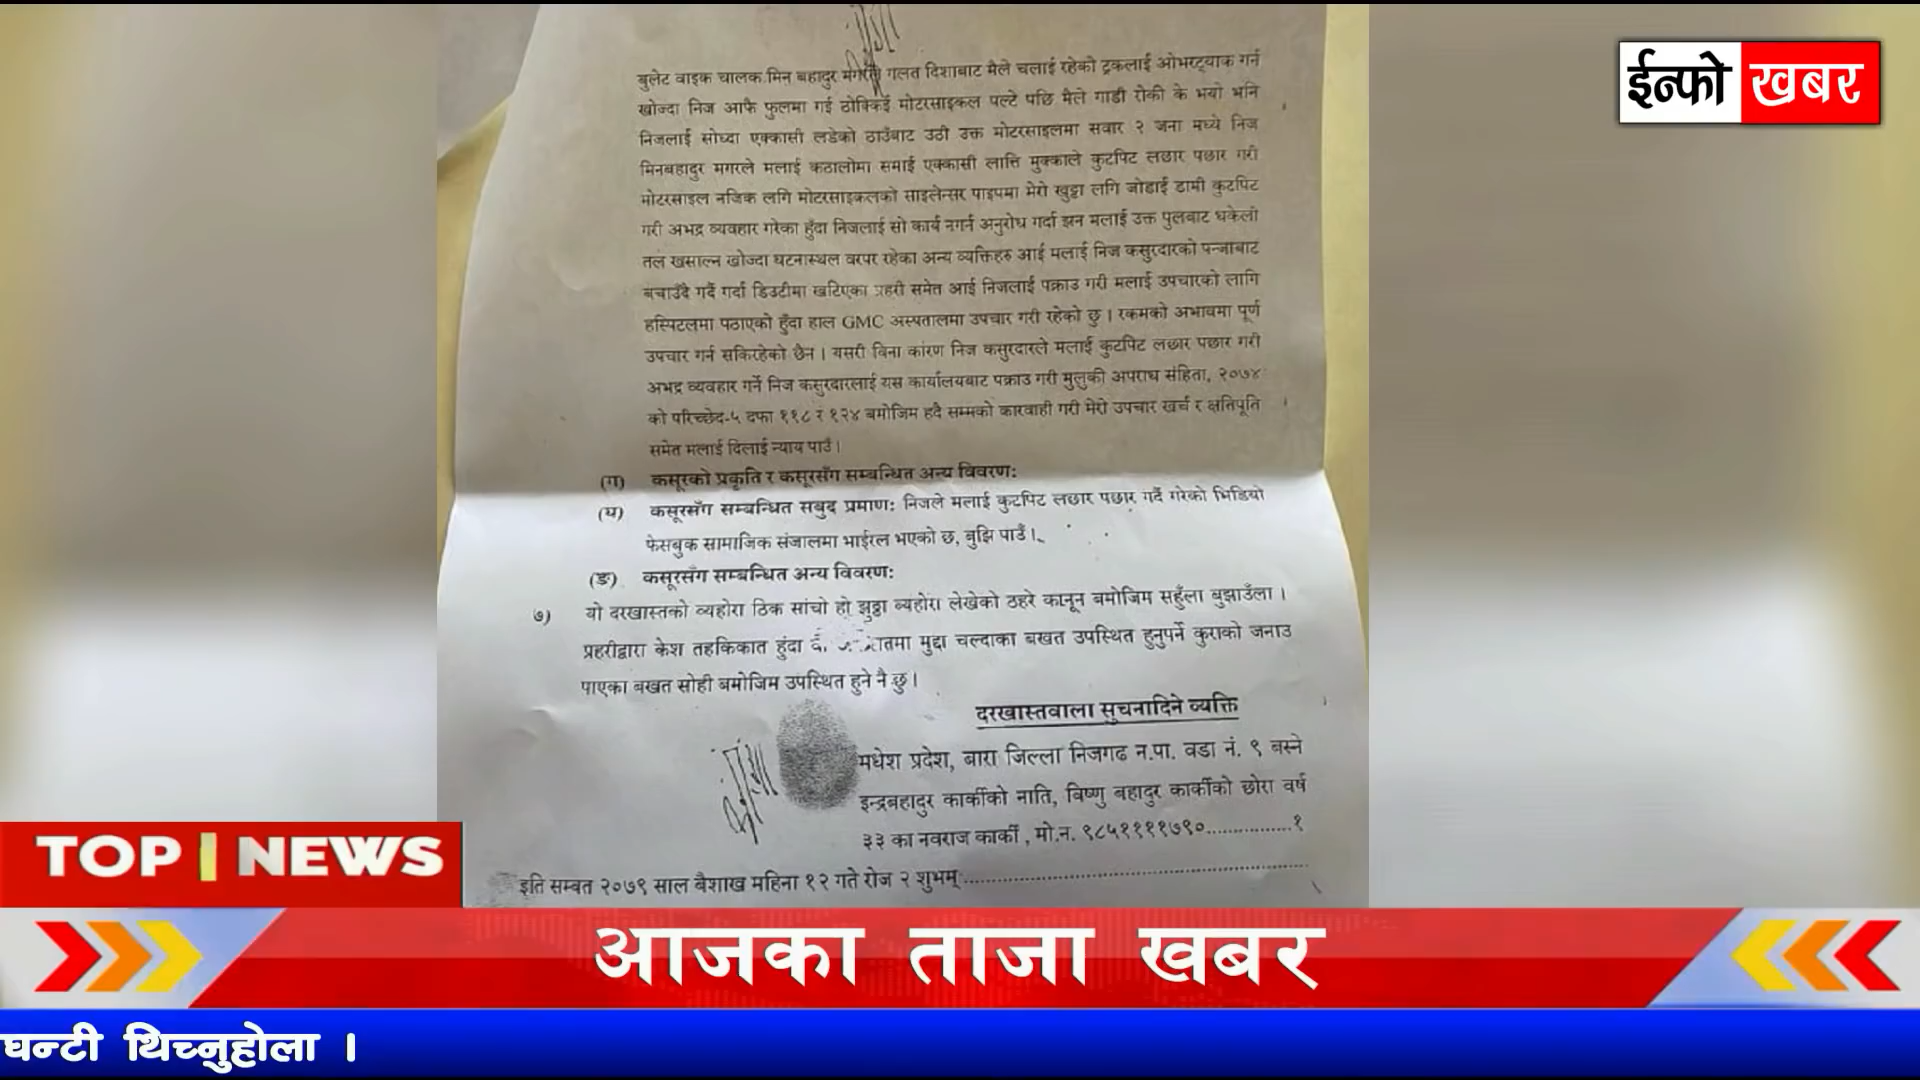 ईन्फो खबर
बुलेट वाइक चालक मिन बहादुर मगरले गलत दिशाबाट मैले चलाई रहेको ट्रकलाई ओभरट्याक गर्न
खोज्दा निज आफै फुलमा गई ठोक्किई मोटरसाइकल पल्टे पछि मैले गाडी रोकी के भयो भनि
निजलाई सोध्दा एक्कासी लडेको ठाउँबाट उठी उक्त मोटरसाइलमा सवार २ जना मध्ये निज
मिनबहादुर मगरले मलाई कठालोमा समाई एक्कासी लात्ति मुक्काले कुटपिट लछार पछार गरी
मोटरसाइल नजिक लगि मोटरसाइकलको साइलेन्सर पाइपमा मेरो खुट्टा लगि जोडाई डामी कुटपिट
गरी अभद्र व्यवहार गरेका हुँदा निजलाई सो कार्य नगर्न अनुरोध गर्दा झन मलाई उक्त पुलबाट धकेली
तल खसाल्न खोज्दा घटनास्थल वरपर रहेका अन्य व्यक्तिहरु आई मलाई निज कसुरदारको पन्जाबाट
बचाउँदै गर्दै गर्दा डिउटीमा खटिएका प्रहरी समेत आई निजलाई पक्राउ गरी मलाई उपचारको लागि
हस्पिटलमा पठाएको हुँदा हाल GMC अस्पतालमा उपचार गरी रहेको छु । रकमको अभावमा पूर्ण
उपचार गर्न सकिरहेको छैन । यसरी विना कारण निज कसुरदारले मलाई कुटपिट लछार पछार गरी
अभद्र व्यवहार गर्ने निज कसुरदारलाई यस कार्यालयबाट पक्राउ गरी मुलुकी अपराध संहिता, २०७४
को परिच्छेद-५ दफा ११८ र १२४ बमोजिम हदै सम्मको कारवाही गरी मेरो उपचार खर्च र क्षतिपूति
समेत मलाई दिलाई न्याय पाउँ ।
(ग) कसूरको प्रकृति र कसूरसँग सम्बन्धित अन्य विवरण:
(घ) कसूरसँग सम्बन्धित सबुद प्रमाण: निजले मलाई कुटपिट लछार पछार गर्दै गरेको भिडियो
फेसबुक सामाजिक संजालमा भाईरल भएको छ, बुझि पाउँ ।
(ङ) कसूरसँग सम्बन्धित अन्य विवरण:
७) यो दरखास्तको व्यहोरा ठिक सांचो हो झुठ्ठा व्यहोरा लेखेको ठहरे कानून बमोजिम सहुँला बुझाउँला ।
प्रहरीद्वारा केश तहकिकात हुंदा मुद्दा चल्दाका बखत उपस्थित हुनुपर्ने कुराको जनाउ
पाएका बखत सोही बमोजिम उपस्थित हुने नै छु ।
दरखास्तवाला सुचनादिने व्यक्ति
मधेश प्रदेश, बारा जिल्ला निजगढ न.पा. वडा नं. ९ बस्ने
इन्द्रबहादुर कार्कीको नाति, विष्णु बहादुर कार्कीको छोरा वर्ष
३३ का नवराज कार्की , मो.न. ९८५११११७९०................१
इति सम्बत २०७९ साल बैशाख महिना १२ गते रोज २ शुभम्
TOP NEWS
आजका ताजा खबर
घन्टी थिच्नुहोला ।